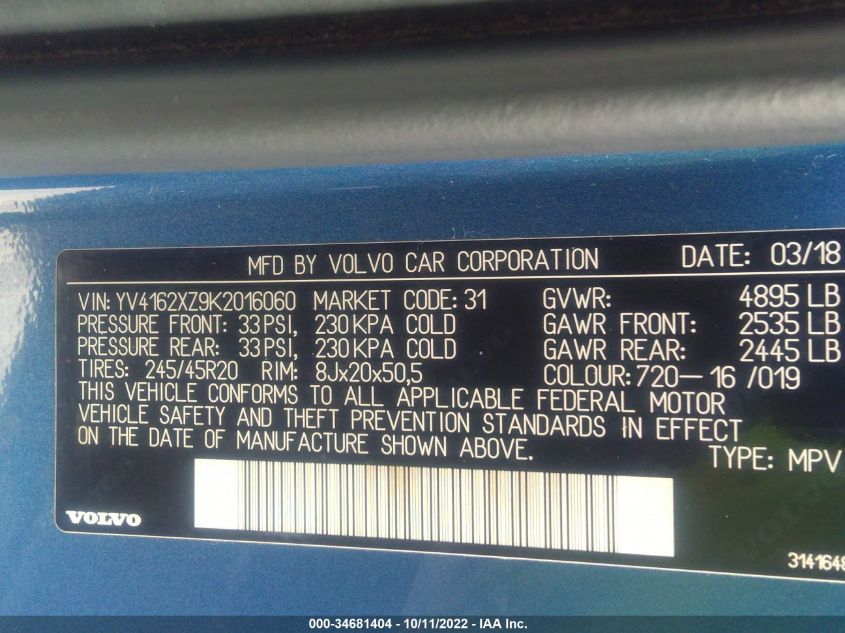 MFD BY VOLVO CAR CORPORATION DATE: 03/18
VIN: YV4162XZ9K2016060 MARKET CODE: 31 GVWR: 4895 LB
PRESSURE FRONT: 33 PSI, 230 KPA COLD GAWR FRONT: 2535 LB
PRESSURE REAR: 33 PSI, 230 KPA COLD GAWR REAR: 2445 LB
TIRES: 245/45R20 RIM: 8Jx20x50,5 COLOUR: 720-16 /019
THIS VEHICLE CONFORMS TO ALL APPLICABLE FEDERAL MOTOR
VEHICLE SAFETY AND THEFT PREVENTION STANDARDS IN EFFECT
ON THE DATE OF MANUFACTURE SHOWN ABOVE.
TYPE: MPV
VOLVO
3141648
000-34681404 - 10/11/2022 - IAA Inc.